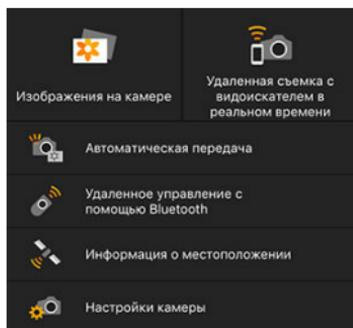 Изображения на камере
Удаленная съемка с
видоискателем в
реальном времени
Автоматическая передача
Удаленное управление с
помощью Bluetooth
Информация о местоположении
Настройки камеры